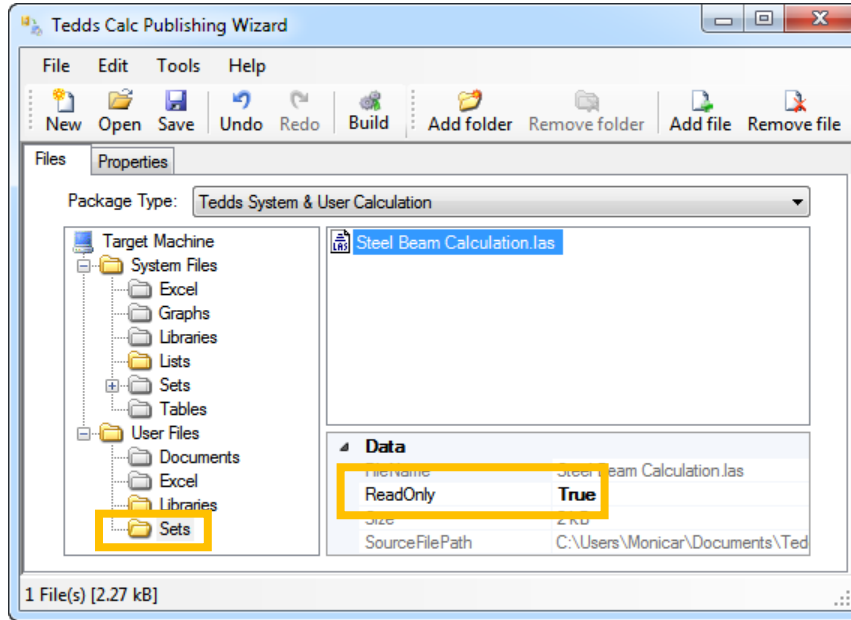 Tedds Calc Publishing Wizard
File Edit Tools Help
New Open Save Undo Redo Build Add folder Remove folder Add file Remove file
Files Properties
Package Type: Tedds System & User Calculation
Target Machine
System Files
Excel
Graphs
Libraries
Lists
Sets
Tables
User Files
Documents
Excel
Libraries
Sets
Steel Beam Calculation.las
Data
FileName Steel Beam Calculation.las
ReadOnly True
Size 2 KB
SourceFilePath C:\Users\Monicar\Documents\Ted
1 File(s) [2.27 kB]